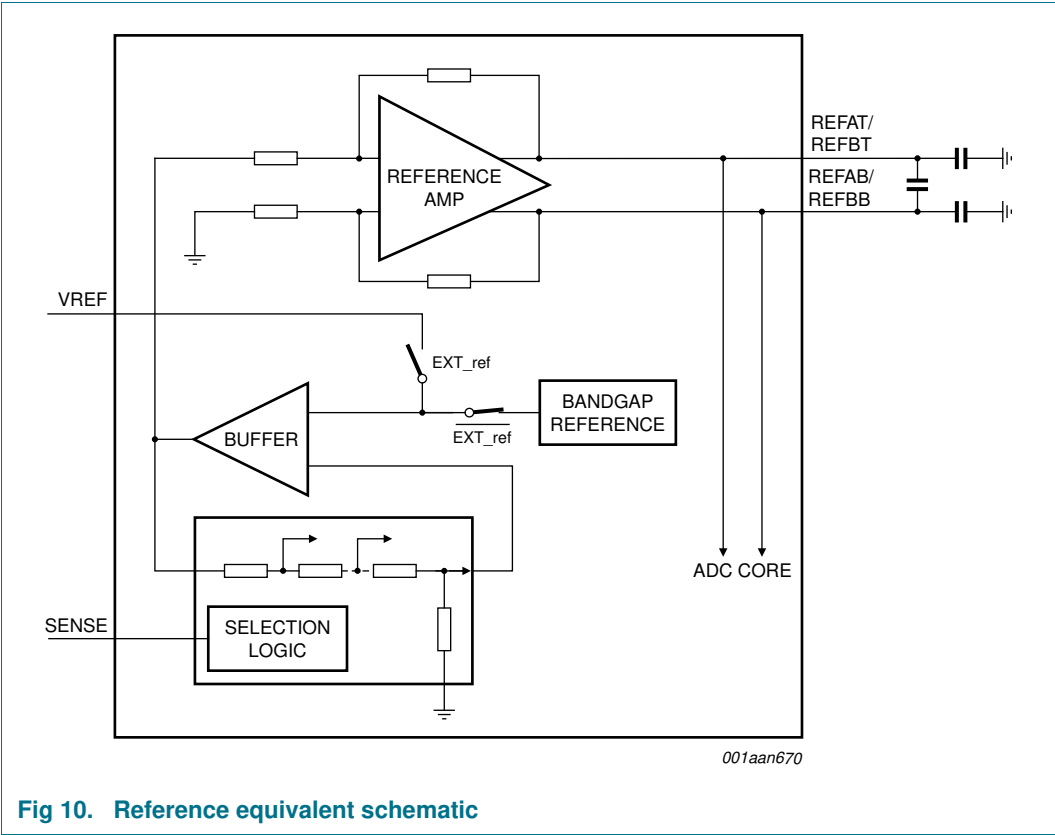 REFERENCE
AMP
REFAT/
REFBT
REFAB/
REFBB
VREF
EXT_ref
BUFFER
EXT_ref
BANDGAP
REFERENCE
ADC CORE
SENSE
SELECTION
LOGIC
001aan670
Fig 10. Reference equivalent schematic